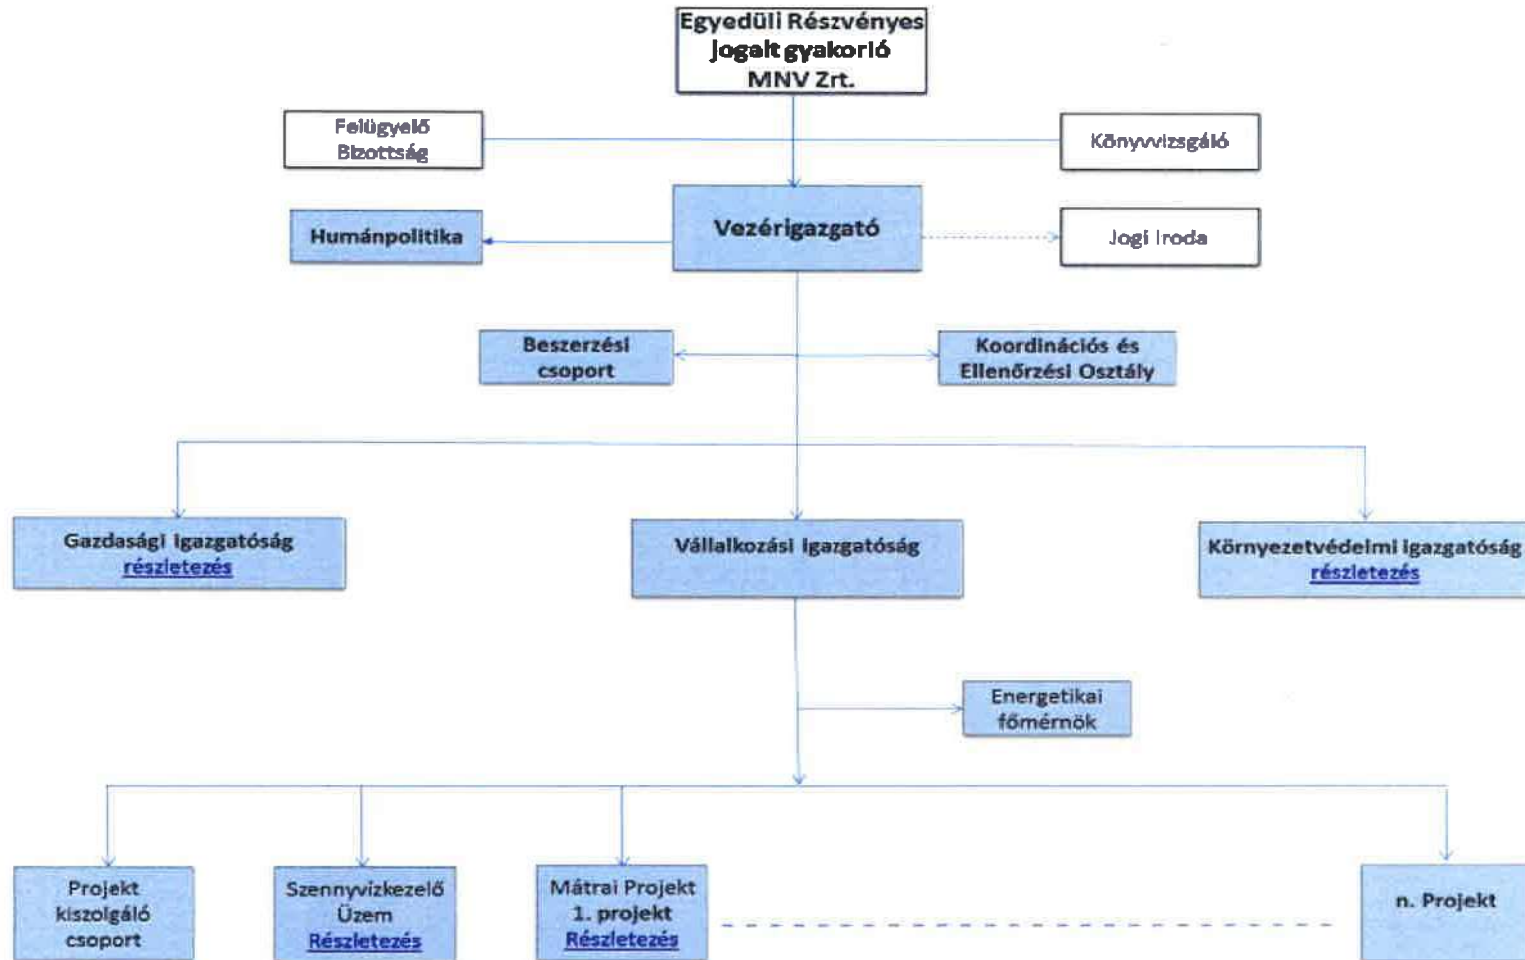 Egyedüli Részvényes
Jogait gyakorló
MNV Zrt.
Felügyelő
Bizottság
Könyvvizsgáló
Humánpolitika
Vezérigazgató
Jogi Iroda
Beszerzési
csoport
Koordinációs és
Ellenőrzési Osztály
Gazdasági igazgatóság
részletezés
Vállalkozási igazgatóság
Környezetvédelmi igazgatóság
részletezés
Energetikai
főmérnök
Projekt
kiszolgáló
csoport
Szennyvízkezelő
Üzem
Részletezés
Mátrai Projekt
1. projekt
Részletezés
n. Projekt